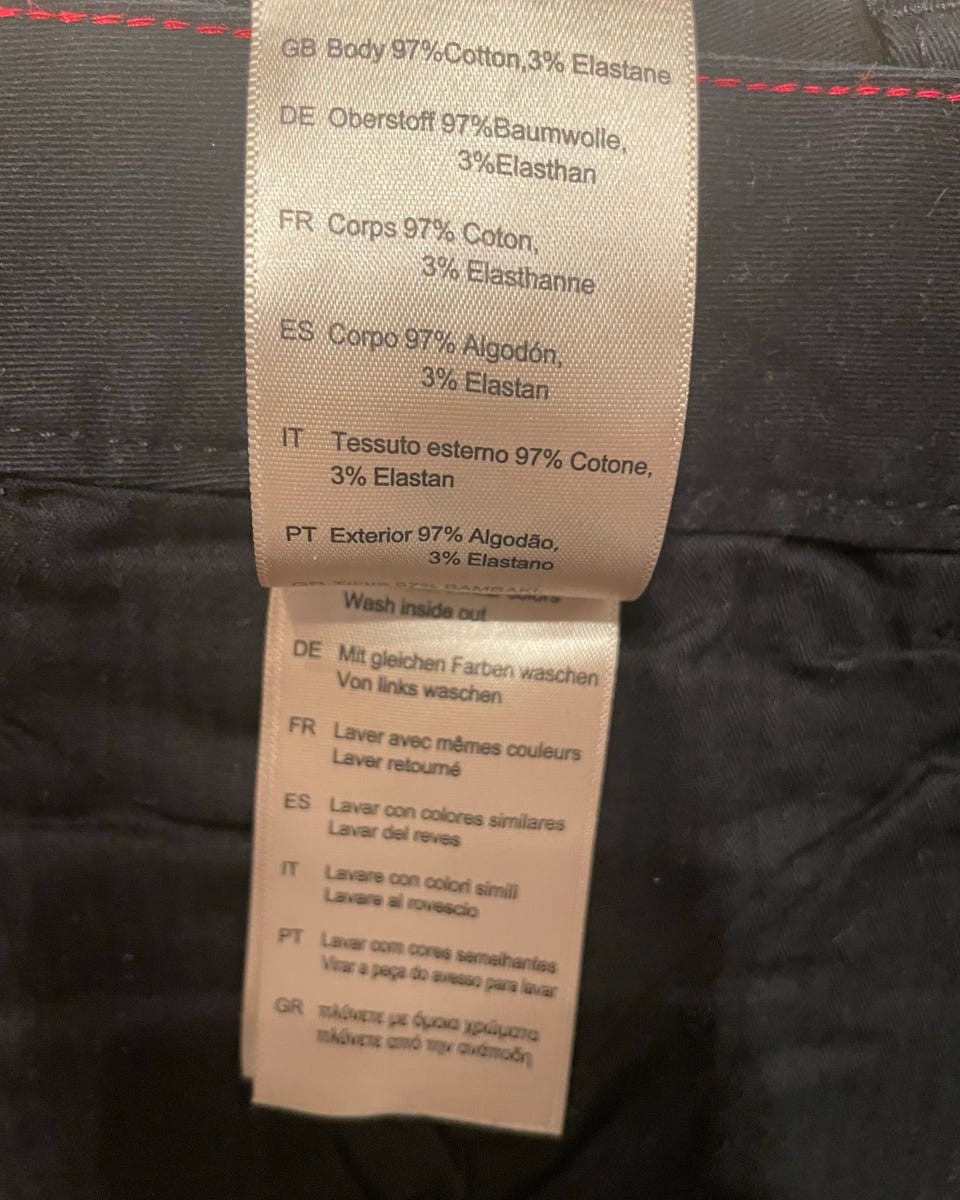 GB Body 97%Cotton,3% Elastane
DE Oberstoff 97%Baumwolle,
3%Elasthan
FR Corps 97% Coton,
3% Elasthanne
ES Corpo 97% Algodón,
3% Elastan
IT Tessuto esterno 97% Cotone,
3% Elastan
PT Exterior 97% Algodão,
3% Elastano
colors
Wash inside out
DE Mit gleichen Farben waschen
Von links waschen
FR Laver avec mêmes couleurs
Laver retourné
ES Lavar con colores similares
Lavar del reves
IT Lavare con colori simili
Lavare al rovescio
PT Lavar com cores semelhantes
Virar a peça do avesso para lavar
GR πλύνετε με όμοια χρώματα
πλύνετε από την ανάποδη